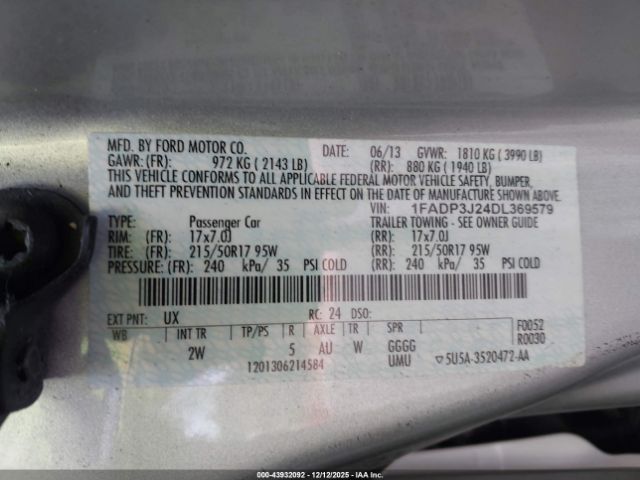 MFD. BY FORD MOTOR CO. DATE: 06/13 GVWR: 1810 KG ( 3990 LB)
GAWR: (FR) 972 KG ( 2143 LB) (RR): 880 KG ( 1940 LB)
THIS VEHICLE CONFORMS TO ALL APPLICABLE FEDERAL MOTOR VEHICLE SAFETY, BUMPER,
AND THEFT PREVENTION STANDARDS IN EFFECT ON THE DATE OF MANUFACTURE SHOWN ABOVE.
VIN: 1FADP3J24DL369579
TYPE: Passenger Car TRAILER TOWING - SEE OWNER GUIDE
RIM: (FR) 17x7.0J (RR): 17x7.0J
TIRE: (FR) 215/50R17 95W (RR): 215/50R17 95W
PRESSURE: (FR) 240 kPa/ 35 PSI COLD (RR) 240 kPa/ 35 PSI COLD
EXT PNT: UX RC: 24 DSO: F0052
WB INT TR TP/PS R AXLE TR SPR R0030
2W 5 AU W GGGG
1201306214584 UMU ▽5U5A-3520472-AA
000-43932092 - 12/12/2025 - IAAI.COM